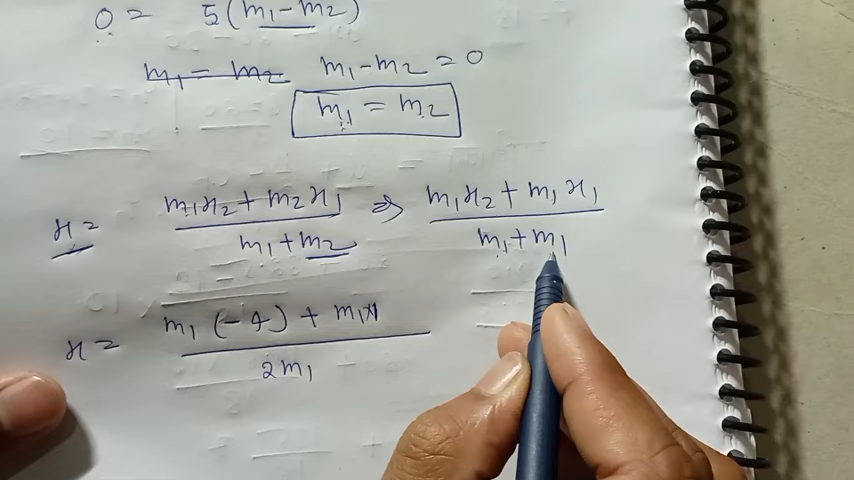 0 = 5(m1-m2)
m1 = m2 m1-m2 = 0
m1 = m2
x = m1x2 + m2x1 / m1+m2 ⇒ m1x2 + m1x1 / m1+m1
x = m1(-4) + m1x1 / 2m1